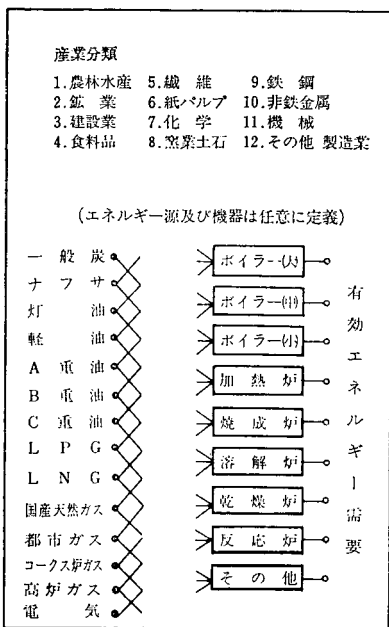 産業分類
1.農林水産 5.繊維 9.鉄鋼
2.鉱業 6.紙パルプ 10.非鉄金属
3.建設業 7.化学 11.機械
4.食料品 8.窯業土石 12.その他製造業
(エネルギー源及び機器は任意に定義)
一般炭
ナフサ
灯油
軽油
A重油
B重油
C重油
LPG
LNG
国産天然ガス
都市ガス
コークス炉ガス
高炉ガス
電気
ボイラー(大)
ボイラー(中)
ボイラー(小)
加熱炉
焼成炉
溶解炉
乾燥炉
反応炉
その他
有効エネルギー需要